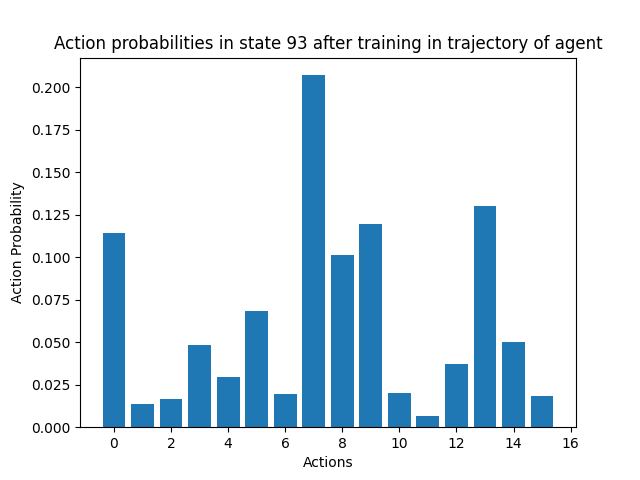 Action probabilities in state 93 after training in trajectory of agent
0.200
0.175
0.150
0.125
0.100
0.075
0.050
0.025
0.000
Action Probability
0 2 4 6 8 10 12 14 16
Actions